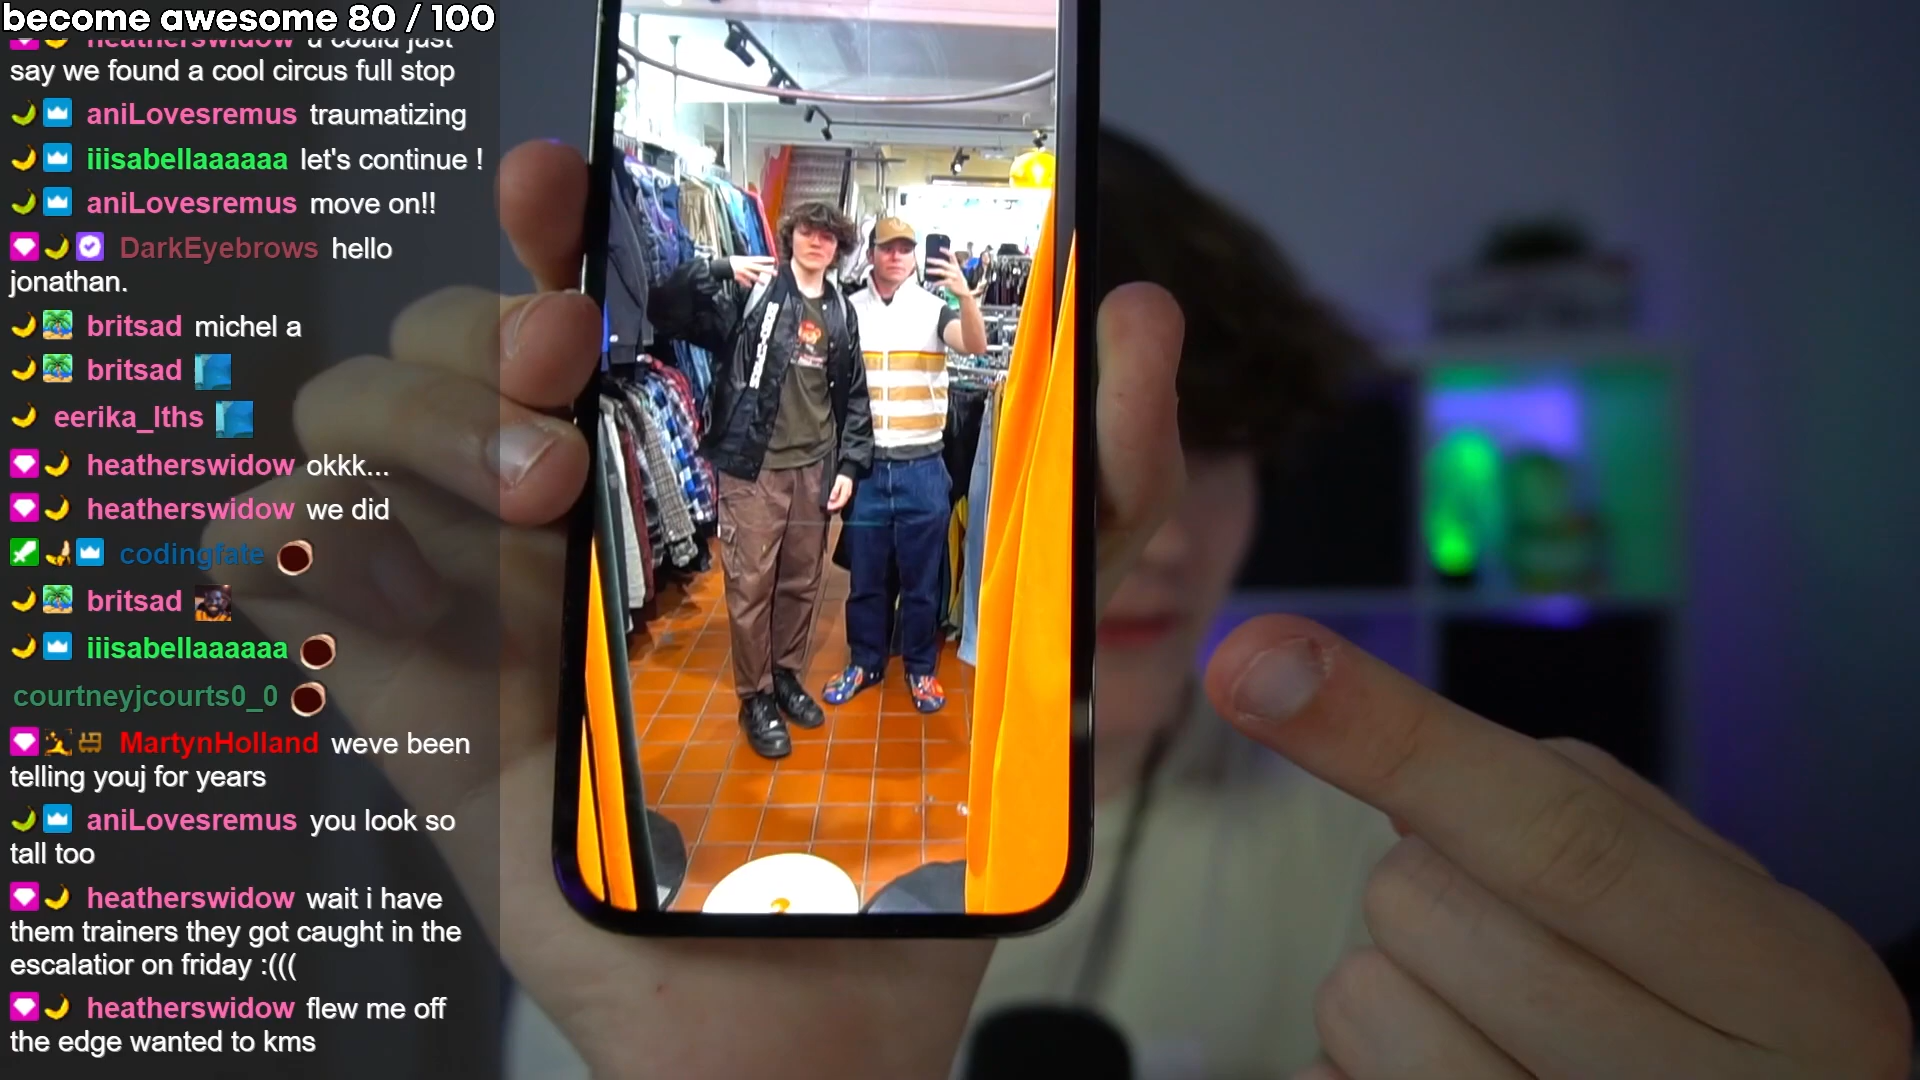 become awesome 80 / 100
heatherswidow u could just
say we found a cool circus full stop
aniLovesremus traumatizing
iiisabellaaaaaa let's continue !
aniLovesremus move on!!
DarkEyebrows hello
jonathan.
britsad michel a
britsad
eerika_lths
heatherswidow okkk...
heatherswidow we did
codingfate
britsad
iiisabellaaaaaa
courtneyjcourts0_0
MartynHolland weve been
telling youj for years
aniLovesremus you look so
tall too
heatherswidow wait i have
them trainers they got caught in the
escalatior on friday :(((
heatherswidow flew me off
the edge wanted to kms